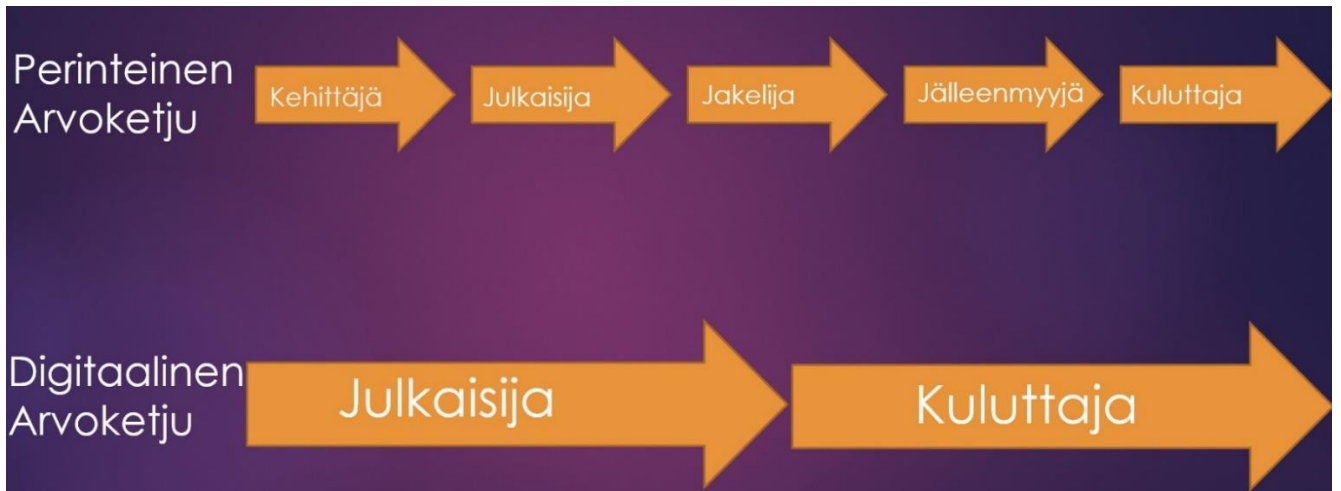 Perinteinen
Arvoketju
Kehittäjä
Julkaisija
Jakelija
Jälleenmyyjä
Kuluttaja
Digitaalinen
Arvoketju
Julkaisija
Kuluttaja